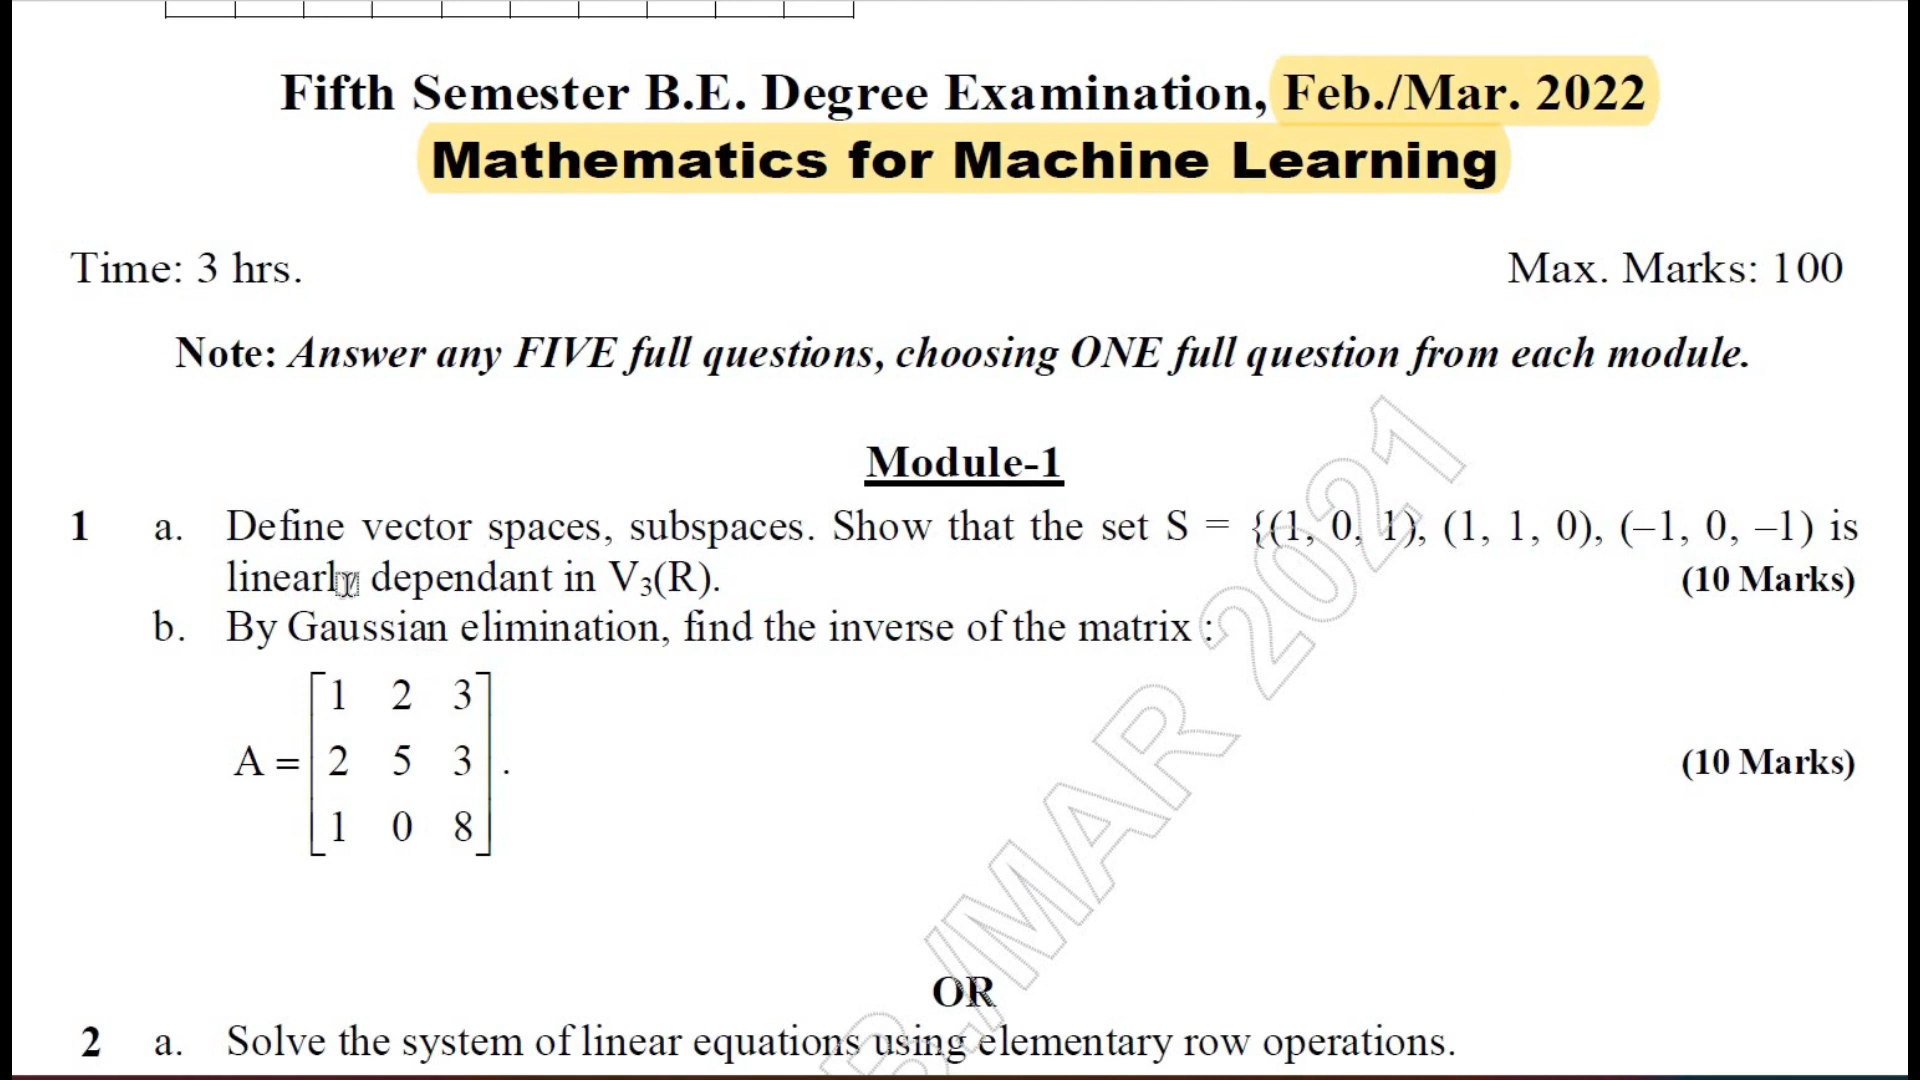 Fifth Semester B.E. Degree Examination, Feb./Mar. 2022
Mathematics for Machine Learning
Time: 3 hrs.
Max. Marks: 100
Note: Answer any FIVE full questions, choosing ONE full question from each module.
Module-1
1 a. Define vector spaces, subspaces. Show that the set S = {(1, 0, 1), (1, 1, 0), (–1, 0, –1) is
linearly dependant in V₃(R). (10 Marks)
b. By Gaussian elimination, find the inverse of the matrix :
1 2 3
A = 2 5 3 . (10 Marks)
1 0 8
OR
2 a. Solve the system of linear equations using elementary row operations.
B./MAR 2021